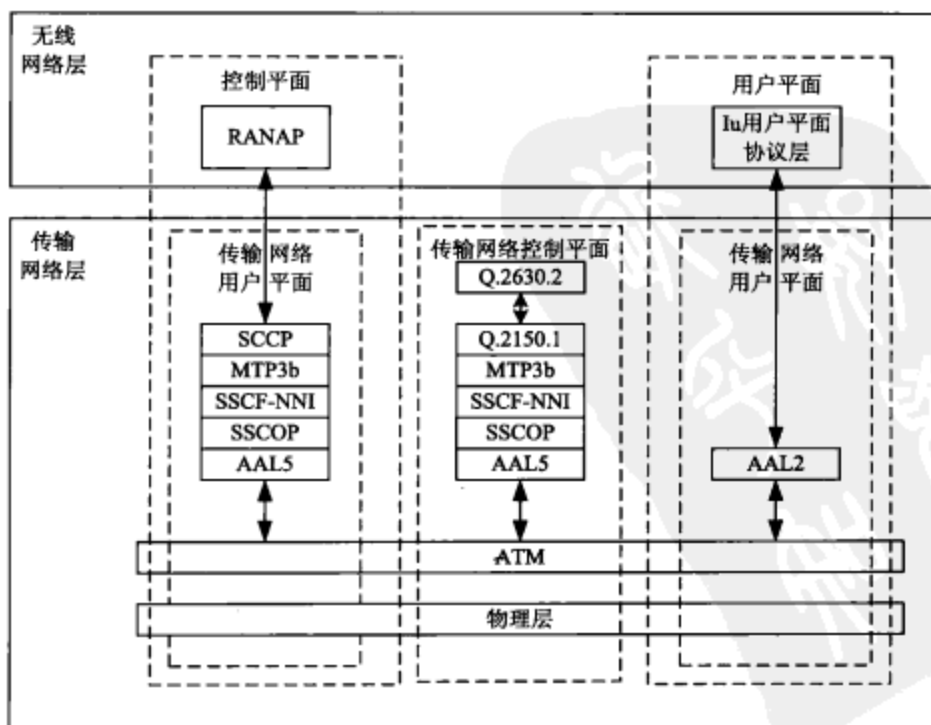 无线
网络层
控制平面
用户平面
RANAP
Iu用户平面
协议层
传输
网络层
传输 网络
用户 平面
传输网络控制平面
传输 网络
用户 平面
Q.2630.2
SCCP
MTP3b
SSCF-NNI
SSCOP
AAL5
Q.2150.1
MTP3b
SSCF-NNI
SSCOP
AAL5
AAL2
ATM
物理层